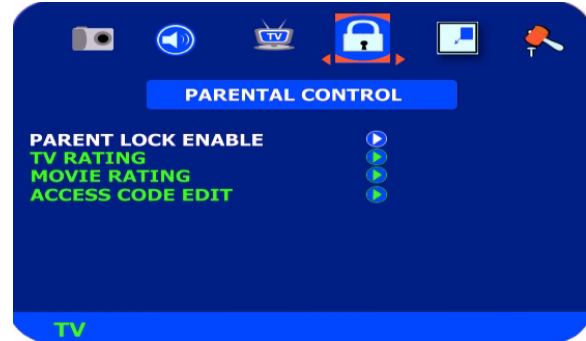 TV
PARENTAL CONTROL
PARENT LOCK ENABLE
TV RATING
MOVIE RATING
ACCESS CODE EDIT
TV